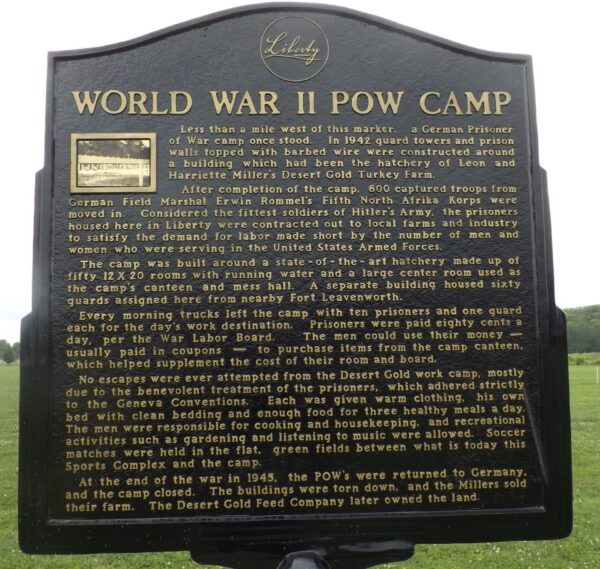 Liberty
WORLD WAR II POW CAMP
Less than a mile west of this marker, a German Prisoner
of War camp once stood. In 1942 guard towers and prison
walls topped with barbed wire were constructed around
a building which had been the hatchery of Leon and
Harriette Miller's Desert Gold Turkey Farm.
After completion of the camp, 600 captured troops from
German Field Marshal Erwin Rommel's Fifth North Afrika Korps were
moved in. Considered the fittest soldiers of Hitler's Army, the prisoners
housed here in Liberty were contracted out to local farms and industry
to satisfy the demand for labor made short by the number of men and
women who were serving in the United States Armed Forces.
The camp was built around a state-of-the-art hatchery made up of
fifty 12 X 20 rooms with running water and a large center room used as
the camp's canteen and mess hall. A separate building housed sixty
guards assigned here from nearby Fort Leavenworth.
Every morning trucks left the camp with ten prisoners and one guard
each for the day's work destination. Prisoners were paid eighty cents a
day, per the War Labor Board. The men could use their money —
usually paid in coupons — to purchase items from the camp canteen,
which helped supplement the cost of their room and board.
No escapes were ever attempted from the Desert Gold work camp, mostly
due to the benevolent treatment of the prisoners, which adhered strictly
to the Geneva Conventions. Each was given warm clothing, his own
bed with clean bedding and enough food for three healthy meals a day.
The men were responsible for cooking and housekeeping, and recreational
activities such as gardening and listening to music were allowed. Soccer
matches were held in the flat, green fields between what is today this
Sports Complex and the camp.
At the end of the war in 1945, the POW's were returned to Germany,
and the camp closed. The buildings were torn down, and the Millers sold
their farm. The Desert Gold Feed Company later owned the land.